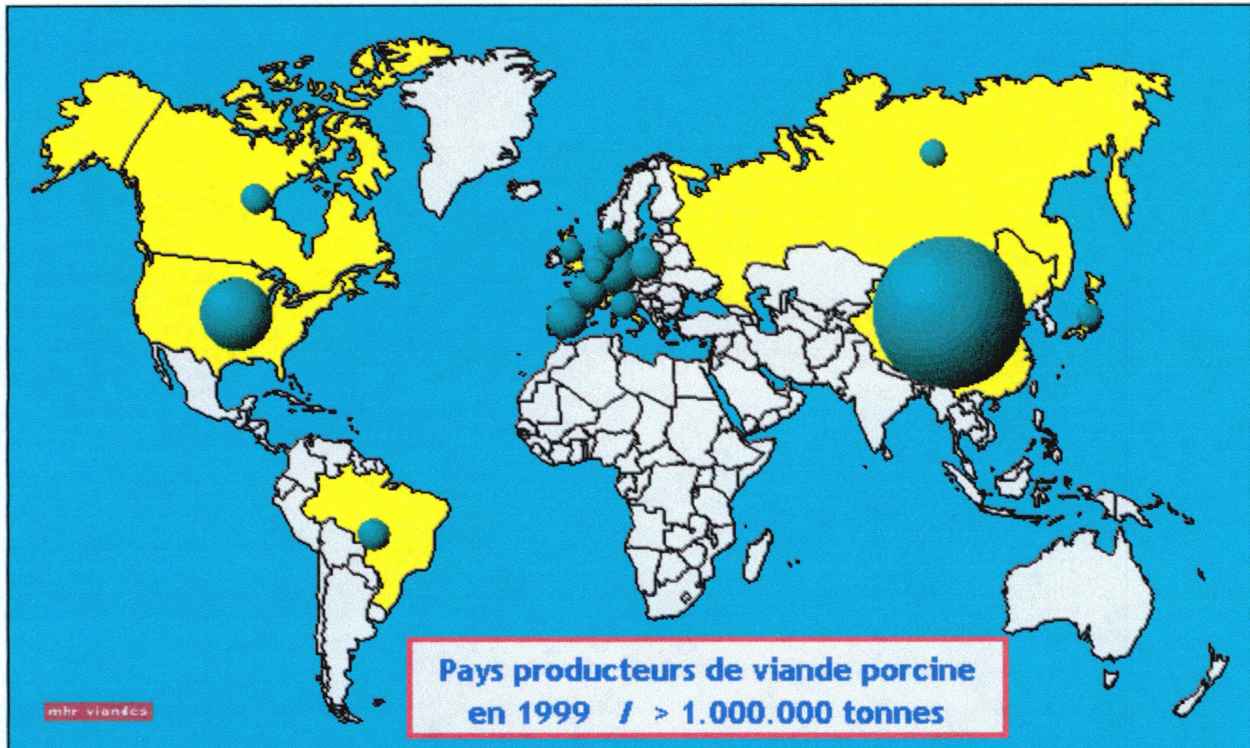 Pays producteurs de viande porcine
en 1999 / > 1.000.000 tonnes
mhr viandes